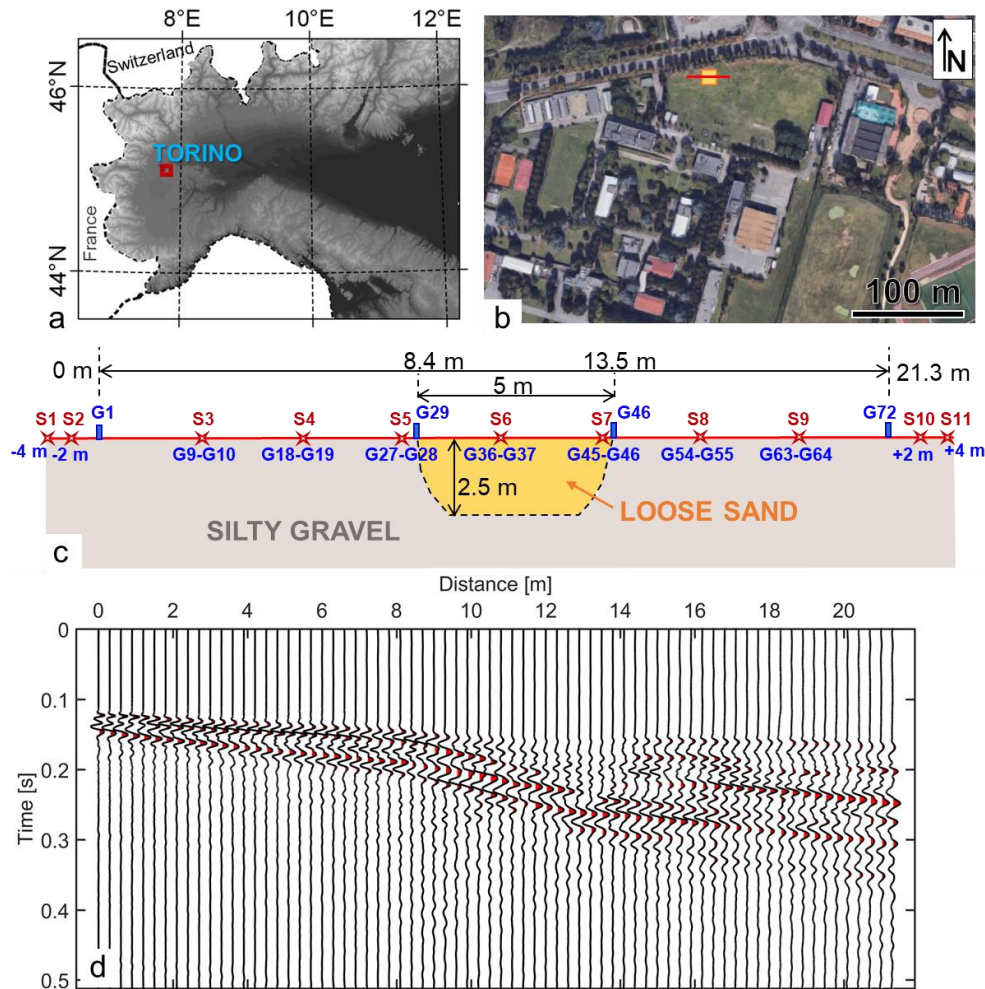 8°E 10°E 12°E
Switzerland
46°N
TORINO
France
44°N
a
N
100 m
b
0 m 8.4 m 13.5 m 21.3 m
5 m
S1 S2 G1 S3 S4 S5 G29 S6 S7 G46 S8 S9 G72 S10 S11
-4 m -2 m G9-G10 G18-G19 G27-G28 G36-G37 G45-G46 G54-G55 G63-G64 +2 m +4 m
2.5 m
LOOSE SAND
SILTY GRAVEL
c
Distance [m]
0 2 4 6 8 10 12 14 16 18 20
0
0.1
0.2
Time [s]
0.3
0.4
0.5
d